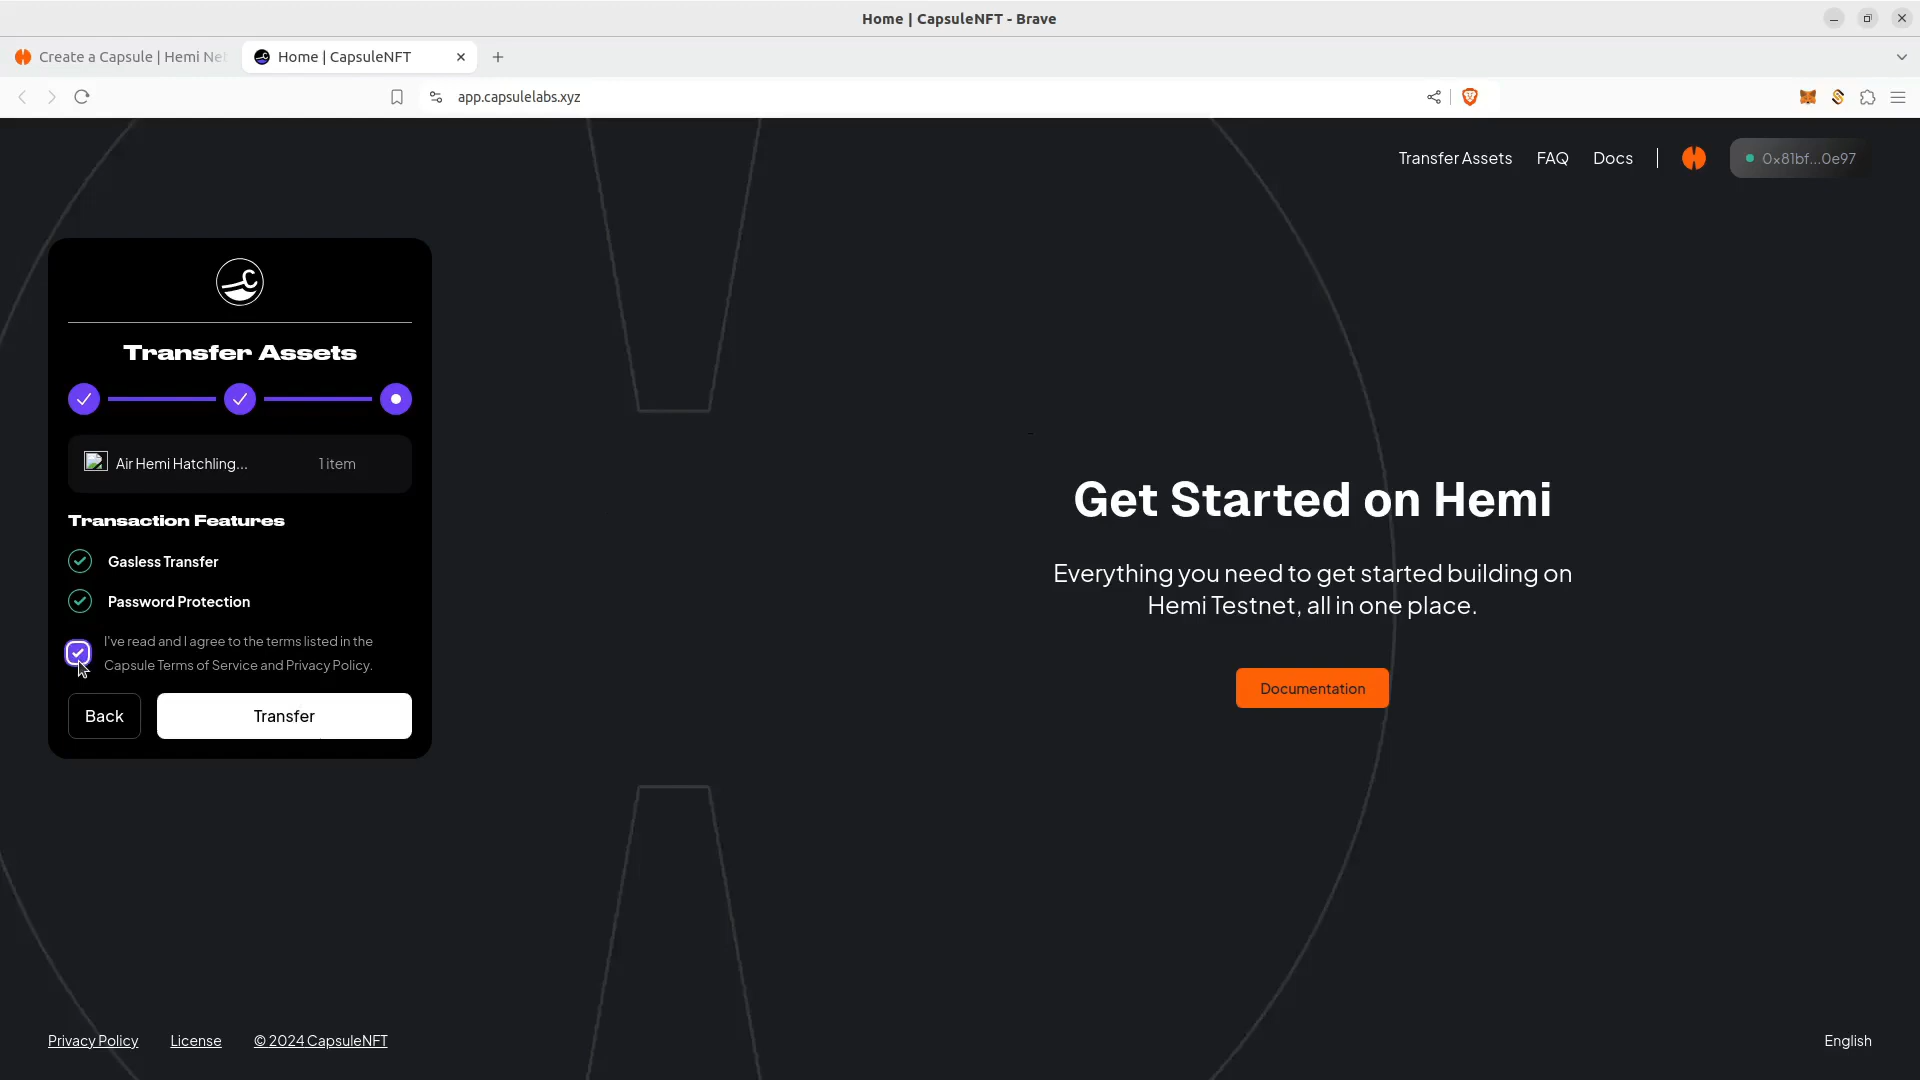 Home | CapsuleNFT - Brave
Create a Capsule | Hemi Net
Home | CapsuleNFT
app.capsulelabs.xyz
Transfer Assets
FAQ
Docs
0x81bf...0e97
Transfer Assets
Air Hemi Hatchling...
1 item
Transaction Features
Gasless Transfer
Password Protection
I've read and I agree to the terms listed in the
Capsule Terms of Service and Privacy Policy.
Back
Transfer
Get Started on Hemi
Everything you need to get started building on
Hemi Testnet, all in one place.
Documentation
Privacy Policy
License
© 2024 CapsuleNFT
English